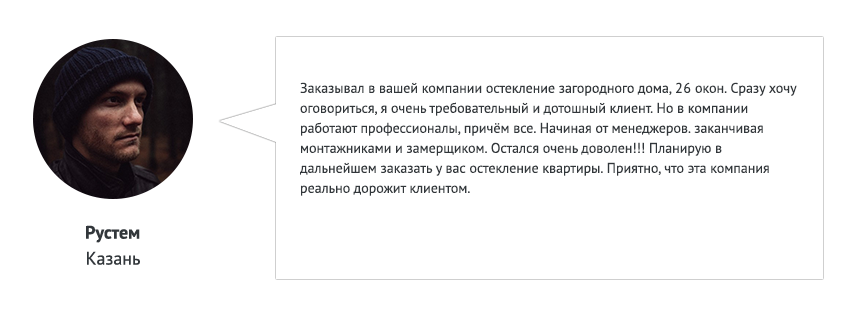 Заказывал в вашей компании остекление загородного дома, 26 окон. Сразу хочу
оговориться, я очень требовательный и дотошный клиент. Но в компании
работают профессионалы, причём все. Начиная от менеджеров. заканчивая
монтажниками и замерщиком. Остался очень доволен!!! Планирую в
дальнейшем заказать у вас остекление квартиры. Приятно, что эта компания
реально дорожит клиентом.
Рустем
Казань